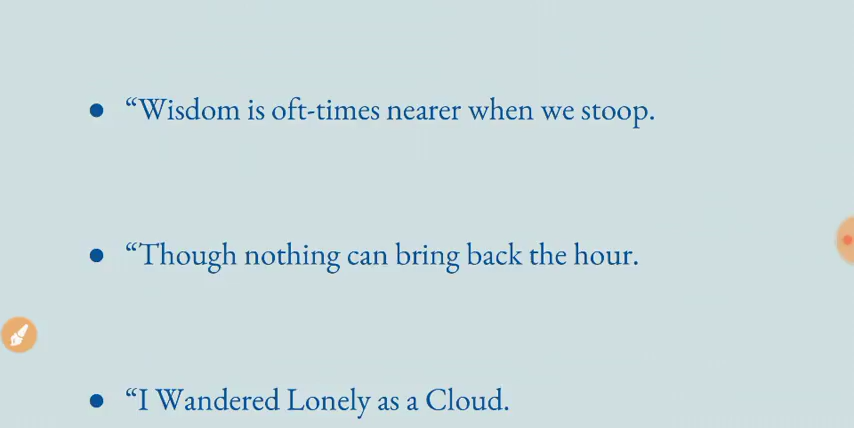 • “Wisdom is oft-times nearer when we stoop.
• “Though nothing can bring back the hour.
• “I Wandered Lonely as a Cloud.